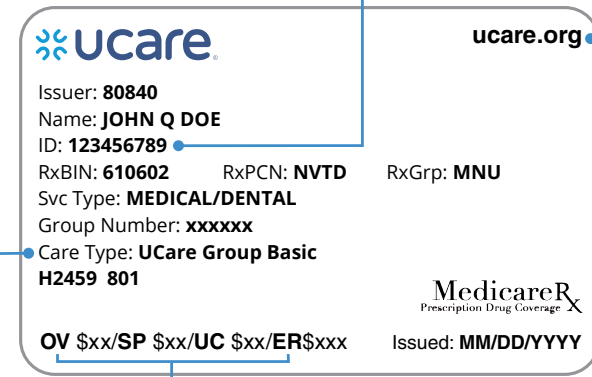 ucare.
ucare.org
Issuer: 80840
Name: JOHN Q DOE
ID: 123456789
RxBIN: 610602 RxPCN: NVTD RxGrp: MNU
Svc Type: MEDICAL/DENTAL
Group Number: xxxxxx
Care Type: UCare Group Basic
H2459 801
MedicareRx
Prescription Drug Coverage
OV $xx/SP $xx/UC $xx/ER$xxx Issued: MM/DD/YYYY